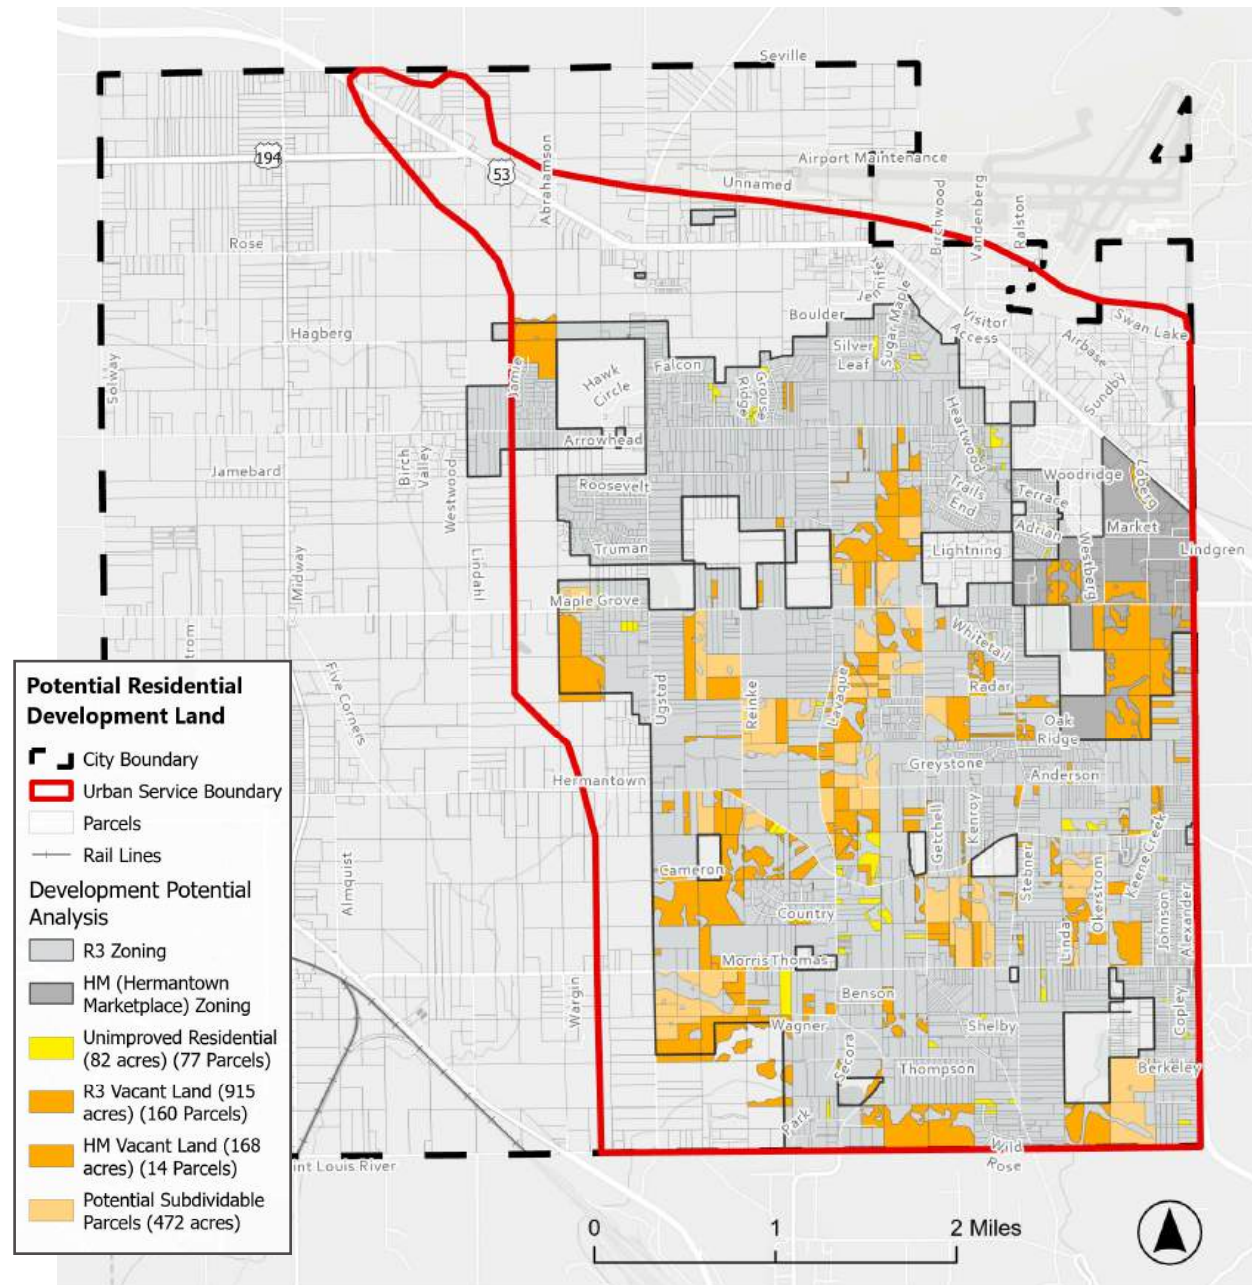 Seville
Airport Maintenance
194
53
Unnamed
Abrahamson
Birchwood
Vandenberg
Ralston
Rose
Jennifer
Sugar Maple
Boulder
Visitor
Access
Swan Lake
Airbase
Sundby
Hagberg
Solway
Silver
Leaf
Falcon
Jamie
Hawk
Circle
Grouse
Ridge
Heartwood
Arrowhead
Birch
Valley
Westwood
Jamebard
Roosevelt
Trails
End
Woodridge
Loberg
Terrace
Adrian
Market
Westberg
Truman
Lightning
Lindgren
Midway
Lindahl
Maple Grove
Whitetail
Five Corners
Ugstad
Reinke
Lavaque
Radar
Oak
Ridge
Greystone
Anderson
Hermantown
Getchell
Kenroy
Stebner
Keene Creek
Okerstrom
Almquist
Cameron
Country
Linda
Johnson
Alexander
Morris Thomas
Wargin
Benson
Wagner
Shelby
Copley
Secora
Thompson
Berkeley
Park
Wild
Rose
int Louis River
strom
Potential Residential
Development Land
City Boundary
Urban Service Boundary
Parcels
Rail Lines
Development Potential
Analysis
R3 Zoning
HM (Hermantown
Marketplace) Zoning
Unimproved Residential
(82 acres) (77 Parcels)
R3 Vacant Land (915
acres) (160 Parcels)
HM Vacant Land (168
acres) (14 Parcels)
Potential Subdividable
Parcels (472 acres)
0 1 2 Miles